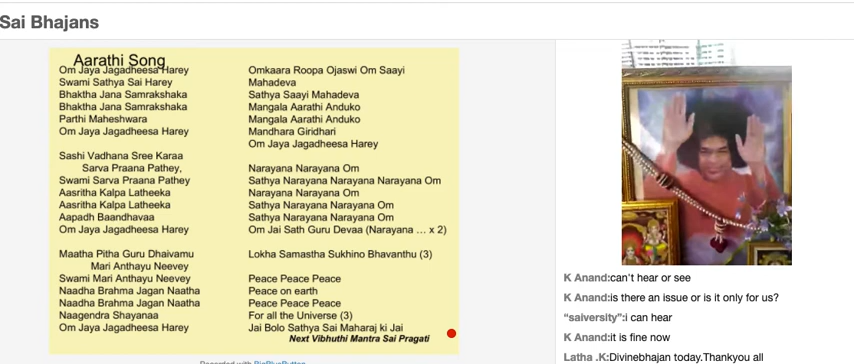 Sai Bhajans
Aarathi Song
Om Jaya Jagadheesa Harey
Swami Sathya Sai Harey
Bhaktha Jana Samrakshaka
Bhaktha Jana Samrakshaka
Parthi Maheshwara
Om Jaya Jagadheesa Harey
Sashi Vadhana Sree Karaa
Sarva Praana Pathey,
Swami Sarva Praana Pathey
Aasritha Kalpa Latheeka
Aasritha Kalpa Latheeka
Aapadh Baandhavaa
Om Jaya Jagadheesa Harey
Maatha Pitha Guru Dhaivamu
Mari Anthayu Neevey
Swami Mari Anthayu Neevey
Naadha Brahma Jagan Naatha
Naadha Brahma Jagan Naatha
Naagendra Shayanaa
Om Jaya Jagadheesa Harey
Omkaara Roopa Ojaswi Om Saayi
Mahadeva
Sathya Saayi Mahadeva
Mangala Aarathi Anduko
Mangala Aarathi Anduko
Mandhara Giridhari
Om Jaya Jagadheesa Harey
Narayana Narayana Om
Sathya Narayana Narayana Narayana Om
Narayana Narayana Om
Sathya Narayana Narayana Om
Sathya Narayana Narayana Om
Om Jai Sath Guru Devaa (Narayana ... x 2)
Lokha Samastha Sukhino Bhavanthu (3)
Peace Peace Peace
Peace on earth
Peace Peace Peace
For all the Universe (3)
Jai Bolo Sathya Sai Maharaj ki Jai
Next Vibhuthi Mantra Sai Pragati
Recorded with BigBlueButton
K Anand:can't hear or see
K Anand:is there an issue or is it only for us?
“saiversity”:i can hear
K Anand:it is fine now
Latha .K:Divinebhajan today.Thankyou all